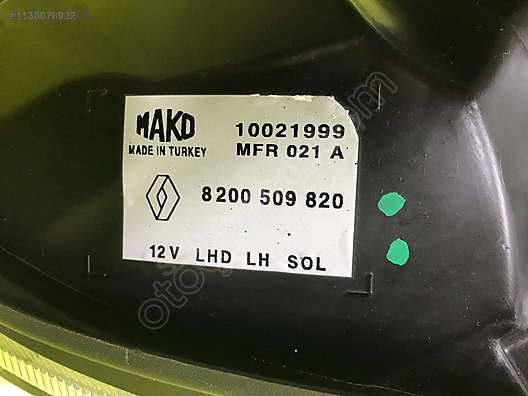 MAKO 10021999
MADE IN TURKEY MFR 021 A
8200 509 820
12V LHD LH SOL